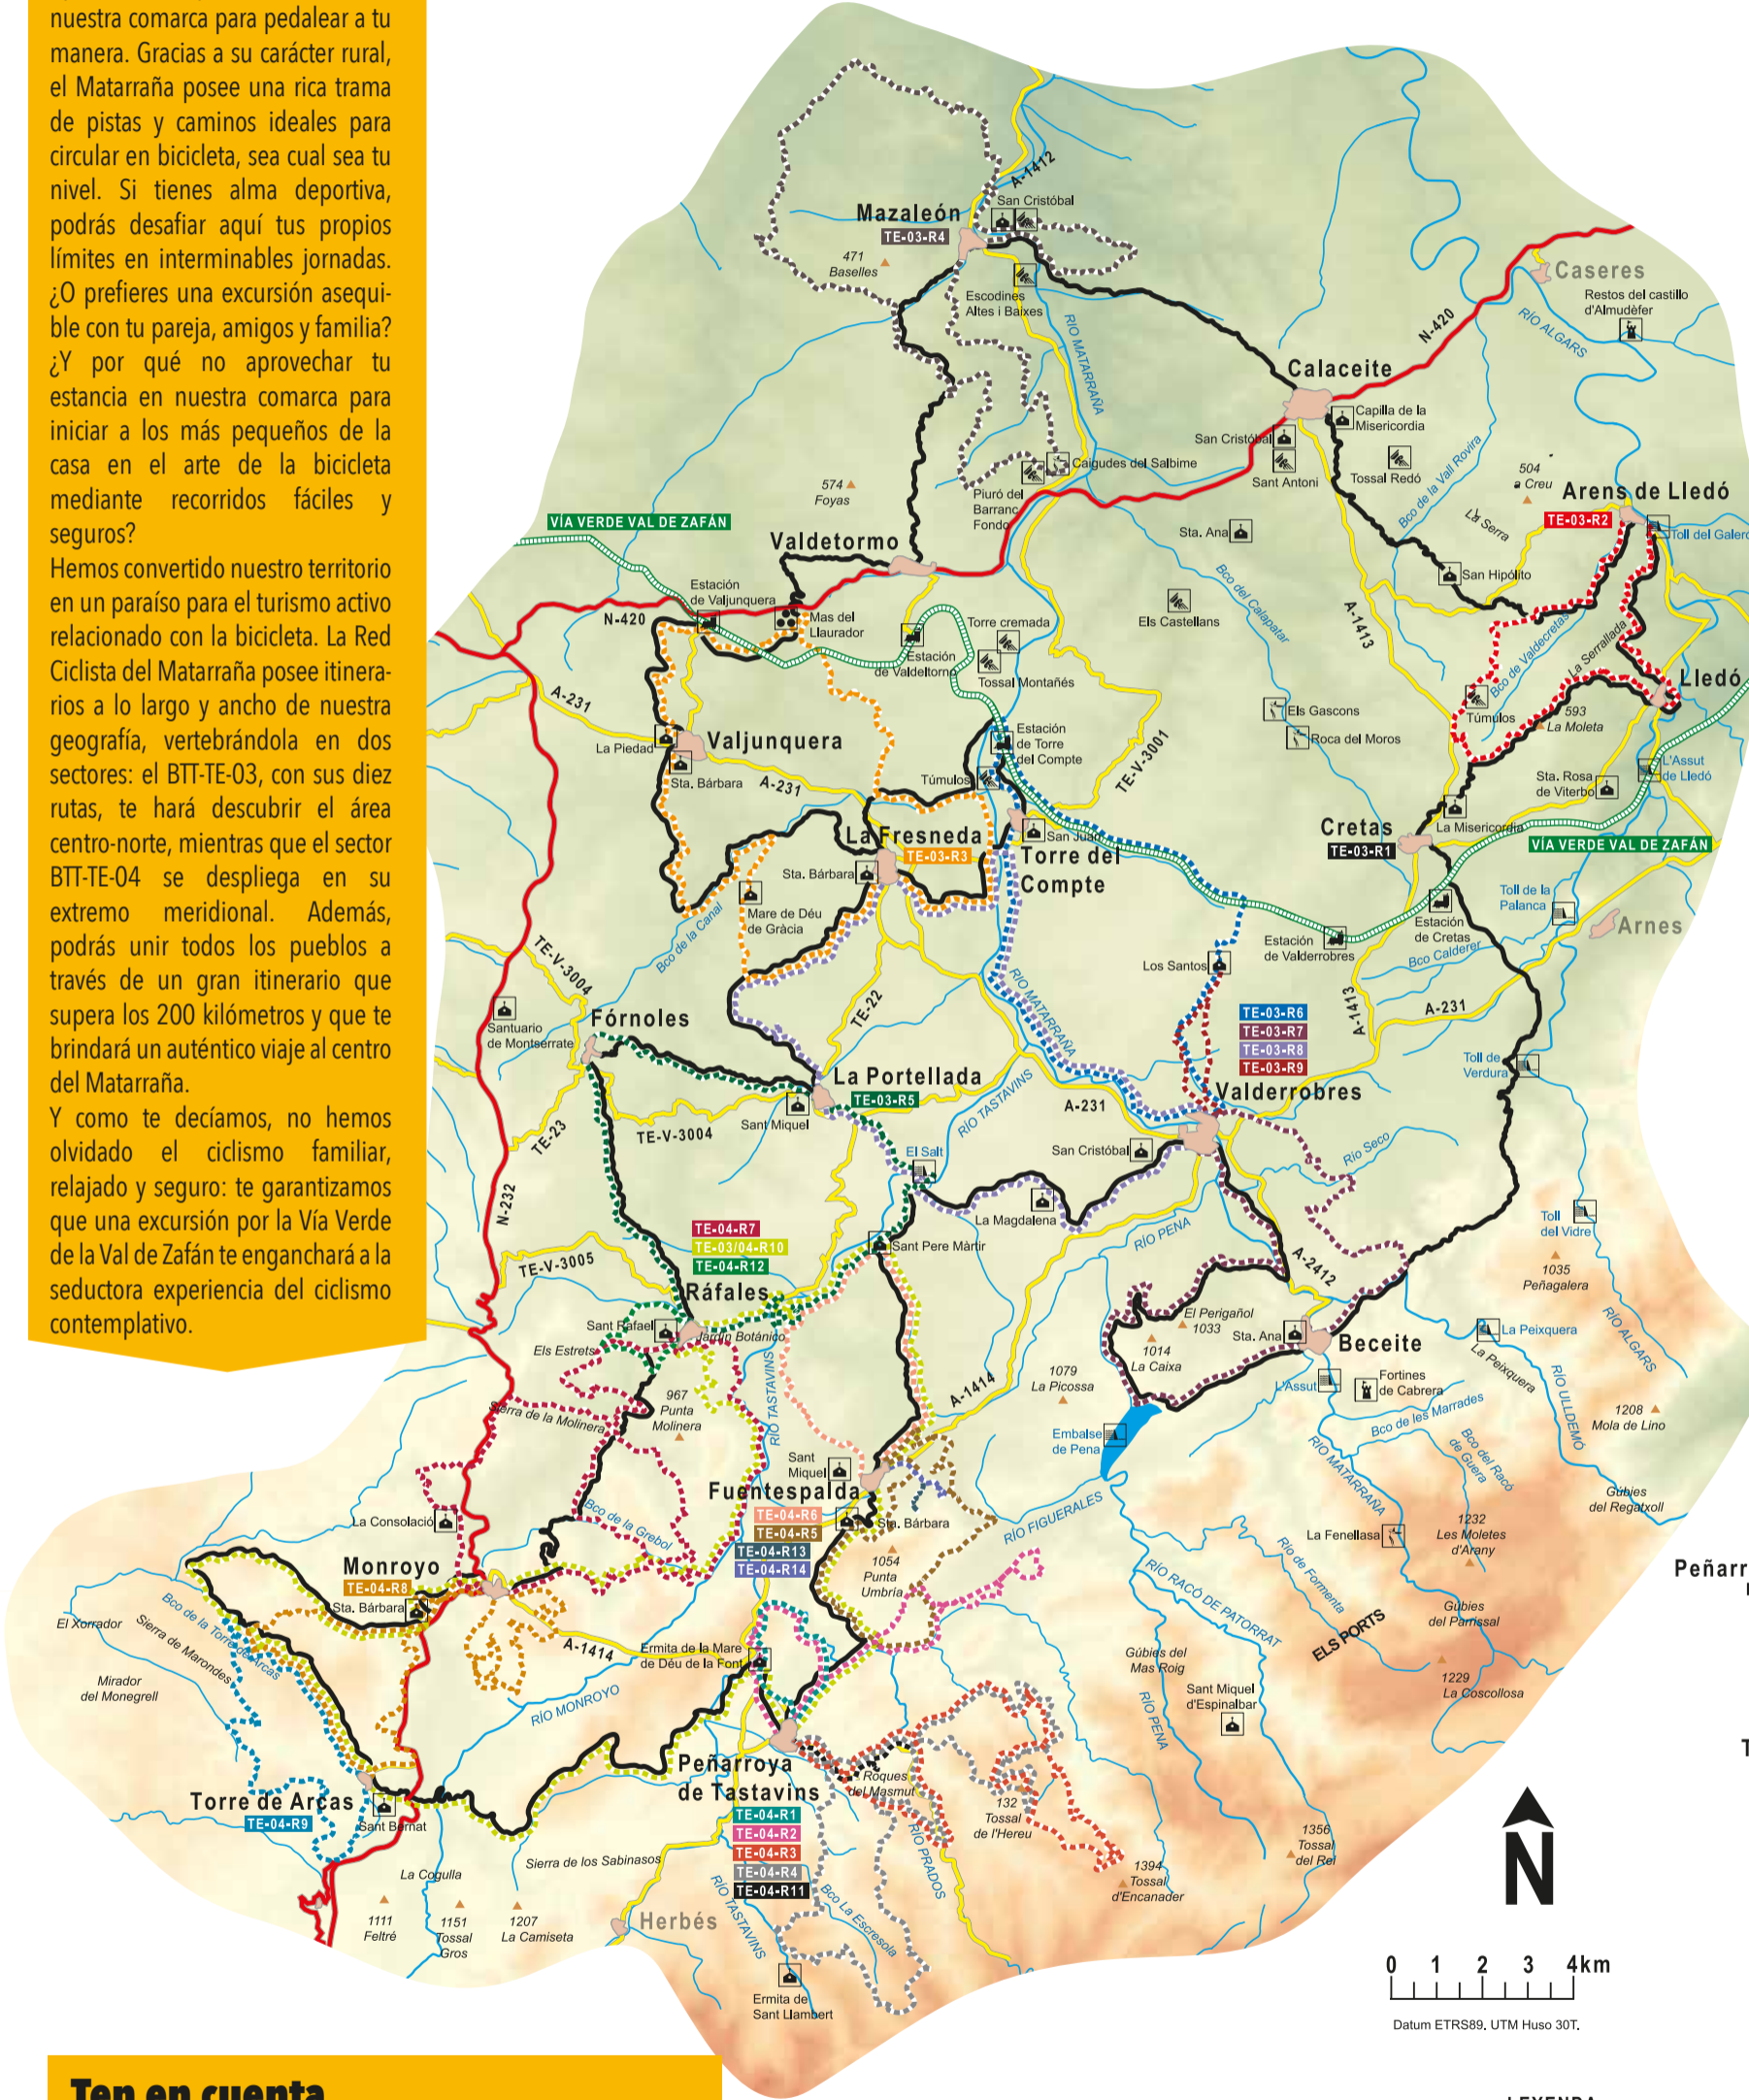 nuestra comarca para pedalear a tu
manera. Gracias a su carácter rural,
el Matarraña posee una rica trama
de pistas y caminos ideales para
circular en bicicleta, sea cual sea tu
nivel. Si tienes alma deportiva,
podrás desafiar aquí tus propios
límites en interminables jornadas.
¿O prefieres una excursión asequi-
ble con tu pareja, amigos y familia?
¿Y por qué no aprovechar tu
estancia en nuestra comarca para
iniciar a los más pequeños de la
casa en el arte de la bicicleta
mediante recorridos fáciles y
seguros?
Hemos convertido nuestro territorio
en un paraíso para el turismo activo
relacionado con la bicicleta. La Red
Ciclista del Matarraña posee itinera-
rios a lo largo y ancho de nuestra
geografía, vertebrándola en dos
sectores: el BTT-TE-03, con sus diez
rutas, te hará descubrir el área
centro-norte, mientras que el sector
BTT-TE-04 se despliega en su
extremo meridional. Además,
podrás unir todos los pueblos a
través de un gran itinerario que
supera los 200 kilómetros y que te
brindará un auténtico viaje al centro
del Matarraña.
Y como te decíamos, no hemos
olvidado el ciclismo familiar,
relajado y seguro: te garantizamos
que una excursión por la Vía Verde
de la Val de Zafán te enganchará a la
seductora experiencia del ciclismo
contemplativo.
A-1412
San Cristóbal
Mazaleón
TE-03-R4
471
Baselles
Escodines
Altes i Baixes
RIO MATARRAÑA
Caseres
Restos del castillo
d'Almudèfer
RÍO ALGARS
N-420
Calaceite
Capilla de la
Misericordia
San Cristóbal
Sant Antoni
Tossal Redó
Bco de la Vall Rovira
504
a Creu
La Serra
Arens de Lledó
TE-03-R2
Toll del Galero
Caigudes del Salbime
Piuró del
Barranc
Fondo
574
Foyas
VÍA VERDE VAL DE ZAFÁN
Valdetormo
Sta. Ana
San Hipólito
Bco del Calapatar
Els Castellans
A-1413
Estación
de Valjunquera
N-420
Mas del
Llaurador
Estación
de Valdeltormo
Torre cremada
Tossal Montañés
Bco de Valdecretas
La Serrallada
Lledó
Túmulos
593
La Moleta
A-231
La Piedad
Valjunquera
Sta. Bárbara
A-231
Estación
de Torre
del Compte
Túmulos
TE-V-3001
Els Gascons
Roca del Moros
L'Assut
de Lledó
Sta. Rosa
de Viterbo
La Misericordia
Cretas
TE-03-R1
VÍA VERDE VAL DE ZAFÁN
La Fresneda
TE-03-R3
San Juan
Torre del
Compte
Sta. Bárbara
Mare de Déu
de Gràcia
Bco de la Canal
Toll de la
Palanca
Arnes
Estación
de Cretas
Estación
de Valderrobres
Bco Calderer
Los Santos
TE-V-3004
TE-22
RIO MATARRAÑA
A-1413
A-231
Santuario
de Montserrate
Fórnoles
TE-03-R6
TE-03-R7
TE-03-R8
TE-03-R9
Valderrobres
Toll de
Verdura
La Portellada
TE-03-R5
Sant Miquel
RÍO TASTAVINS
A-231
TE-23
TE-V-3004
El Salt
San Cristóbal
Río Seco
N-232
La Magdalena
RÍO PENA
Toll
del Vidre
1035
Peñagalera
TE-04-R7
TE-03/04-R10
TE-04-R12
Sant Pere Màrtir
TE-V-3005
Ráfales
A-2412
Sant Rafael
Jardín Botánico
Els Estrets
El Perigañol
1033
Sta. Ana
Beceite
La Peixquera
La Peixquera
RÍO ALGARS
1014
La Caixa
967
Punta
Molinera
Sierra de la Molinera
RÍO TASTAVINS
1079
La Picossa
A-1414
L'Assut
Fortines
de Cabrera
RÍO ULLDEMÓ
1208
Mola de Lino
Bco de les Marrades
Bco del Racó
de Guera
Embalse
de Pena
Sant
Miquel
Fuentespalda
TE-04-R6
TE-04-R5
TE-04-R13
TE-04-R14
Sta. Bárbara
RÍO MATARRAÑA
Gúbies
del Regatxoll
La Consolació
Bco de la Grebol
RÍO FIGUERALES
La Fenellasa
1232
Les Moletes
d'Arany
Monroyo
TE-04-R8
Sta. Bárbara
1054
Punta
Umbría
RÍO RACÓ DE PATORRAT
Río de Formenta
Peñarr
El Xorrador
Bco de la Torre de Arcas
Sierra de Marondes
ELS PORTS
Gúbies
del Parrissal
Mirador
del Monegrell
A-1414
Ermita de la Mare
de Déu de la Font
Gúbies del
Mas Roig
1229
La Coscollosa
RÍO MONROYO
RÍO PENA
Sant Miquel
d'Espinalbar
T
Peñarroya
de Tastavins
TE-04-R1
TE-04-R2
TE-04-R3
TE-04-R4
TE-04-R11
Roques
del Masmut
132
Tossal
de l'Hereu
Torre de Arcas
TE-04-R9
Sant Bernat
1356
Tossal
del Rei
N
La Cogulla
Sierra de los Sabinasos
RÍO PRADOS
1394
Tossal
d'Encanader
1111
Feltré
1151
Tossal
Gros
1207
La Camiseta
Herbés
RÍO TASTAVINS
Bco La Escresola
Ermita de
Sant Llambert
0 1 2 3 4km
Datum ETRS89. UTM Huso 30T.
Ten en cuenta
LEYENDA